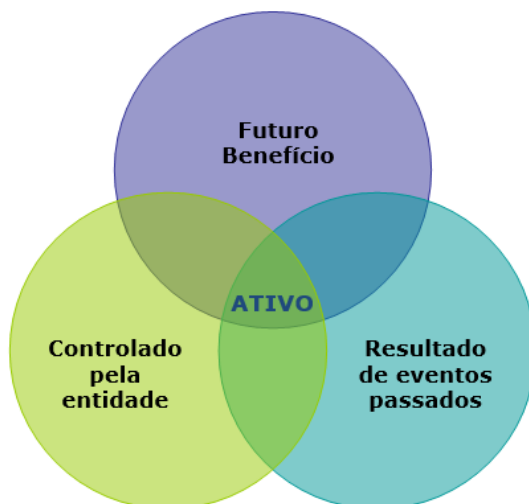 Futuro
Benefício
ATIVO
Controlado
pela
entidade
Resultado
de eventos
passados